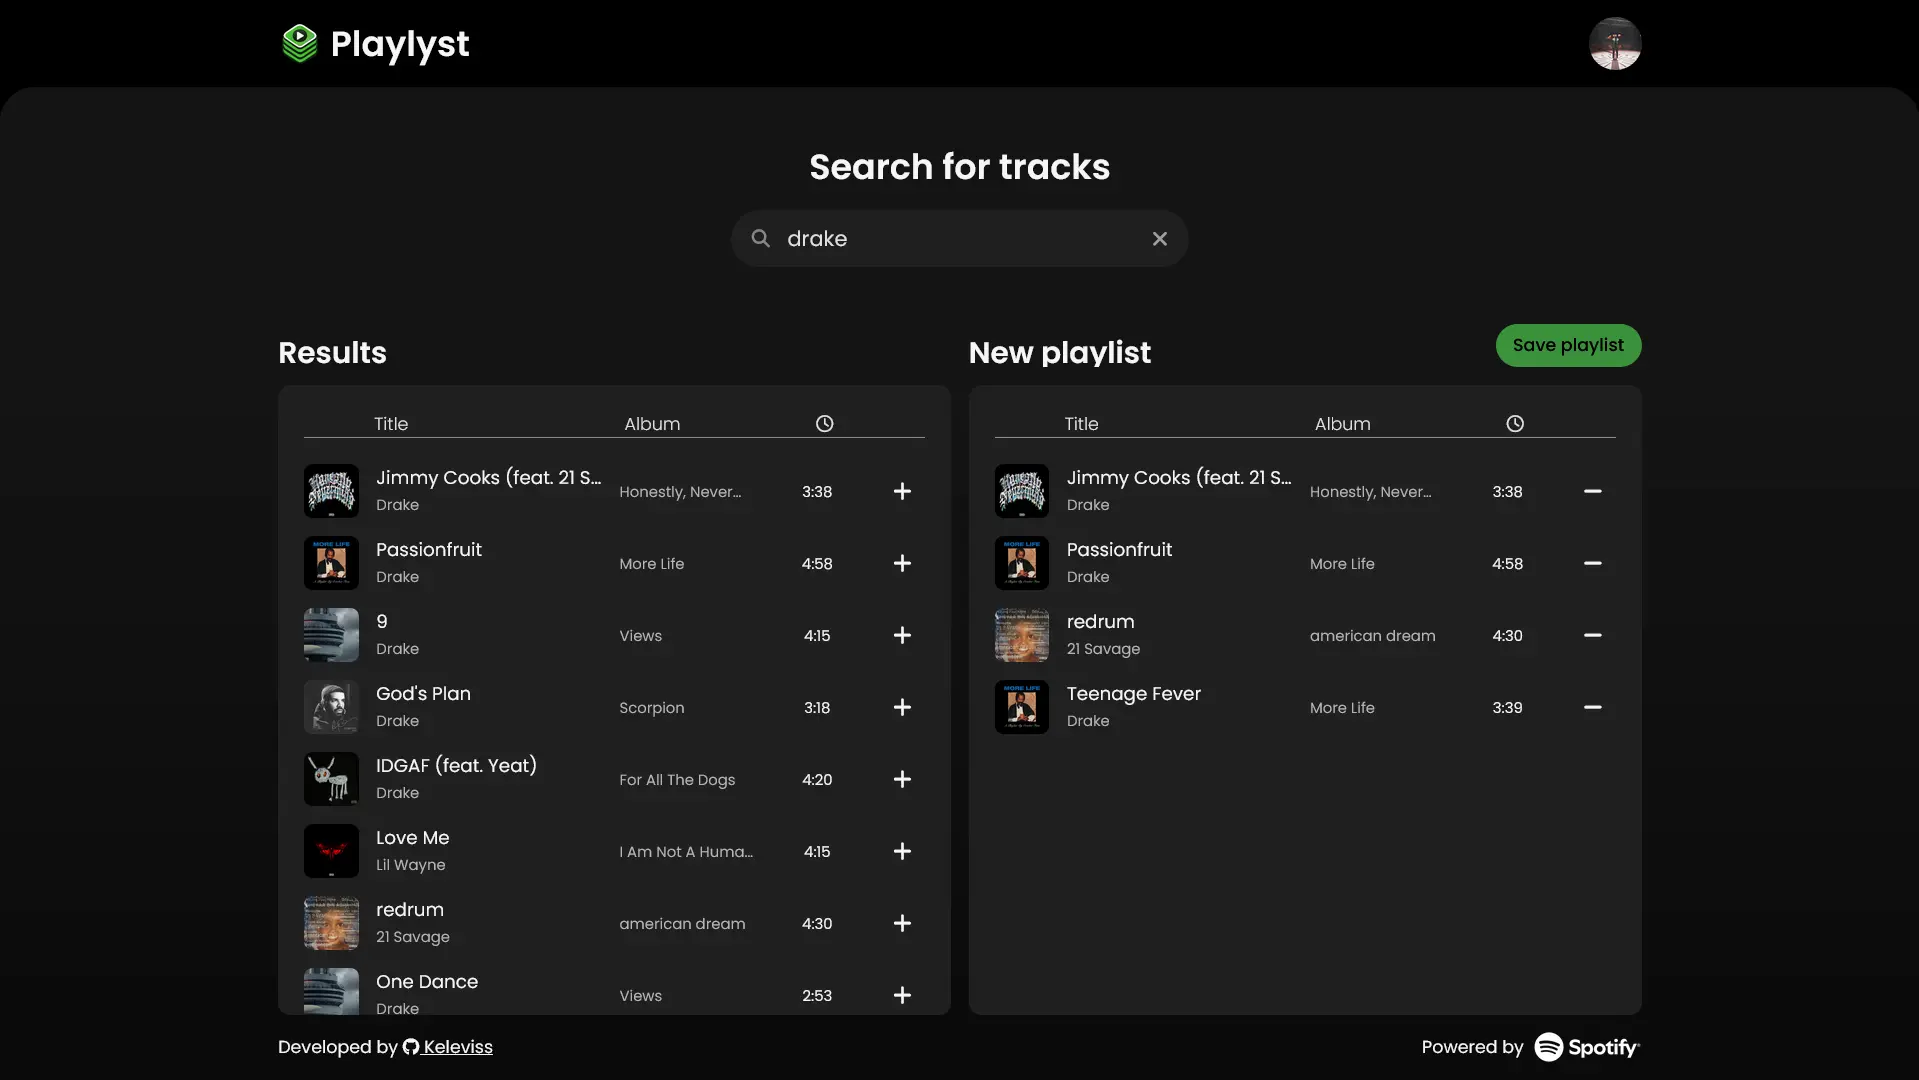 Playlyst
Search for tracks
drake
Results
Title Album
Jimmy Cooks (feat. 21 S...
Drake
Honestly, Never...
3:38
Passionfruit
Drake
More Life
4:58
9
Drake
Views
4:15
God's Plan
Drake
Scorpion
3:18
IDGAF (feat. Yeat)
Drake
For All The Dogs
4:20
Love Me
Lil Wayne
I Am Not A Huma...
4:15
redrum
21 Savage
american dream
4:30
One Dance
Drake
Views
2:53
New playlist
Save playlist
Title Album
Jimmy Cooks (feat. 21 S...
Drake
Honestly, Never...
3:38
MORE LIFE
Passionfruit
Drake
More Life
4:58
redrum
21 Savage
american dream
4:30
MORE LIFE
Teenage Fever
Drake
More Life
3:39
Developed by Keleviss
Powered by Spotify